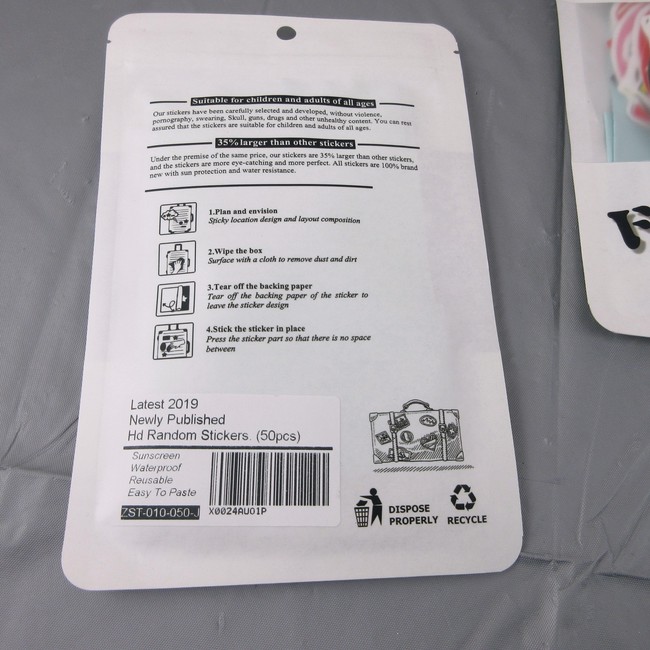 Suitable for children and adults of all ages
Our stickers have been carefully selected and developed, without violence,
pornography, swearing, Skull, guns, drugs and other unhealthy content. You can rest
assured that the stickers are suitable for children and adults of all ages.
35% larger than other stickers
Under the premise of the same price, our stickers are 35% larger than other stickers,
and the stickers are more eye-catching and more perfect. All stickers are 100% brand
new with sun protection and water resistance.
1.Plan and envision
Sticky location design and layout composition
2.Wipe the box
Surface with a cloth to remove dust and dirt
3.Tear off the backing paper
Tear off the backing paper of the sticker to
leave the sticker design
4.Stick the sticker in place
Press the sticker part so that there is no space
between
Latest 2019
Newly Published
Hd Random Stickers (50pcs)
Sunscreen
Waterproof
Reusable
Easy To Paste
ZST-010-050-J
X0024AUO1P
DISPOSE
PROPERLY
RECYCLE